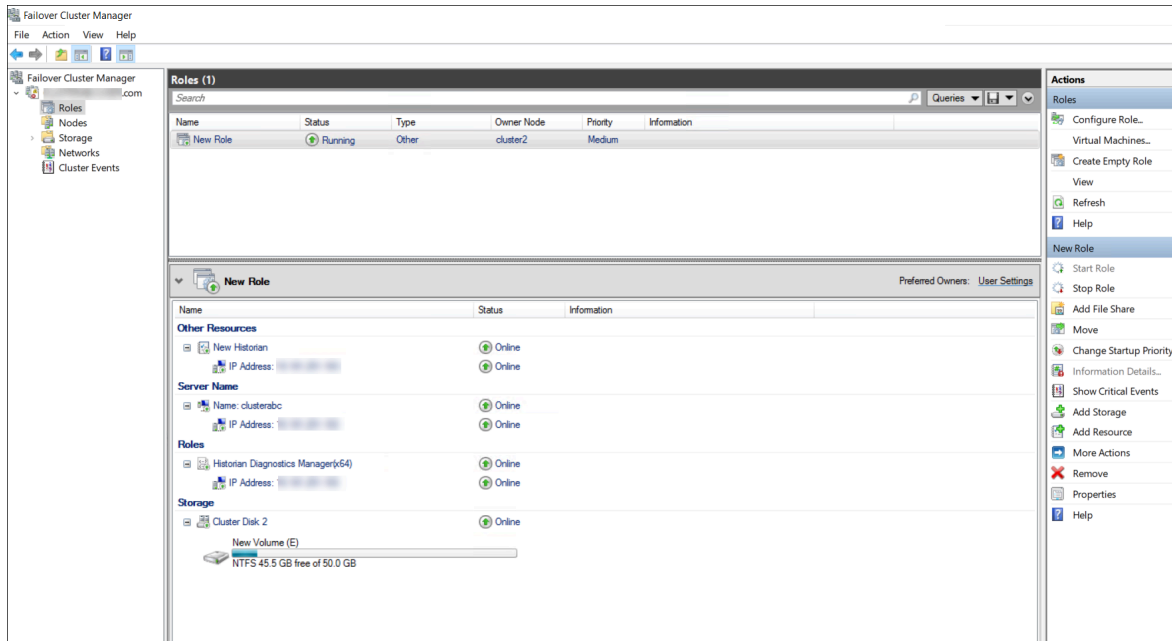 Failover Cluster Manager
File Action View Help
Failover Cluster Manager
.com
Roles
Nodes
Storage
Networks
Cluster Events
Roles (1)
Search
Queries
Name Status Type Owner Node Priority Information
New Role Running Other cluster2 Medium
New Role
Preferred Owners: User Settings
Name Status Information
Other Resources
New Historian Online
IP Address: Online
Server Name
Name: clusterabc Online
IP Address: Online
Roles
Historian Diagnostics Manager(x64) Online
IP Address: Online
Storage
Cluster Disk 2 Online
New Volume (E)
NTFS 45.5 GB free of 50.0 GB
Actions
Roles
Configure Role...
Virtual Machines...
Create Empty Role
View
Refresh
Help
New Role
Start Role
Stop Role
Add File Share
Move
Change Startup Priority
Information Details...
Show Critical Events
Add Storage
Add Resource
More Actions
Remove
Properties
Help